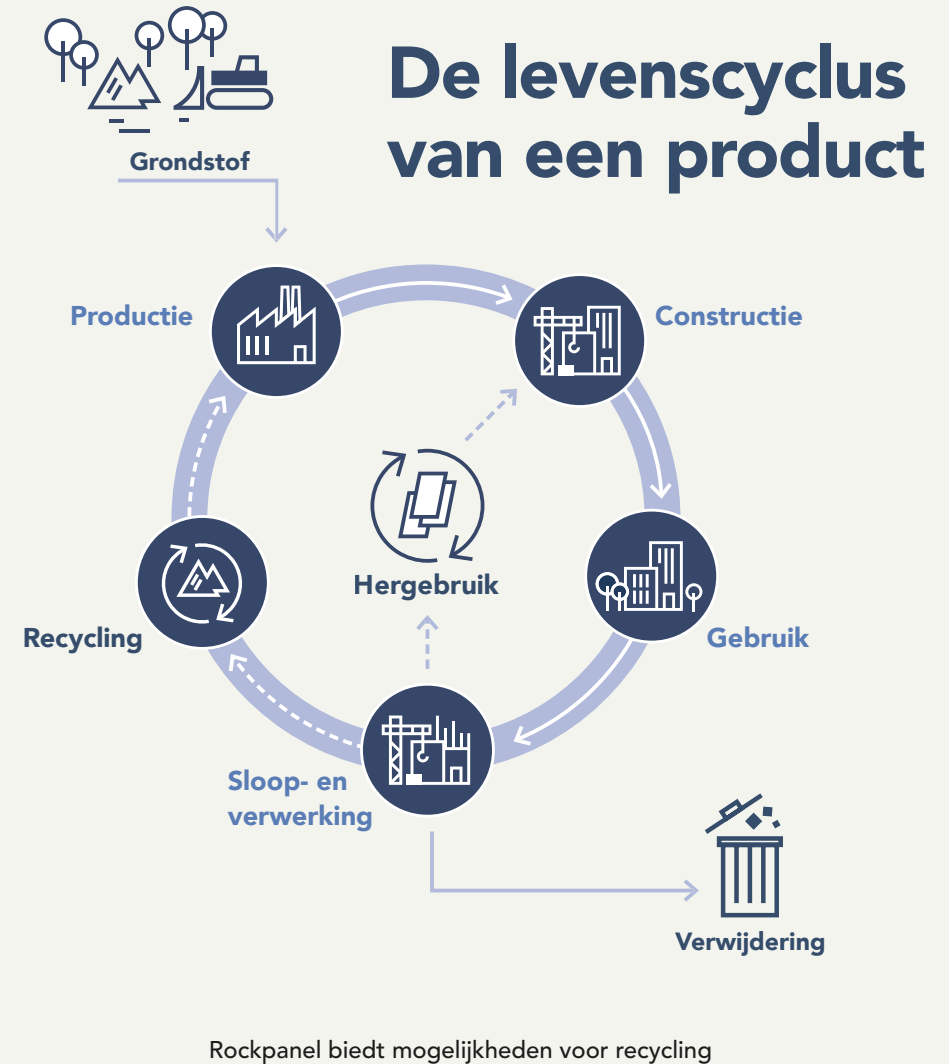 De levenscyclus
van een product
Grondstof
Productie
Constructie
Hergebruik
Recycling
Gebruik
Sloop- en
verwerking
Verwijdering
Rockpanel biedt mogelijkheden voor recycling